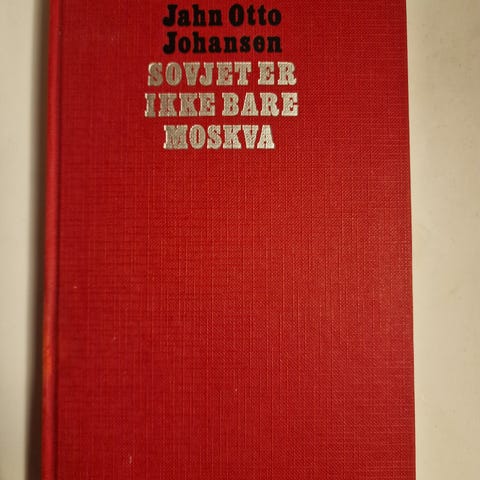 Jahn Otto
Johansen
SOVJET ER
IKKE BARE
MOSKVA